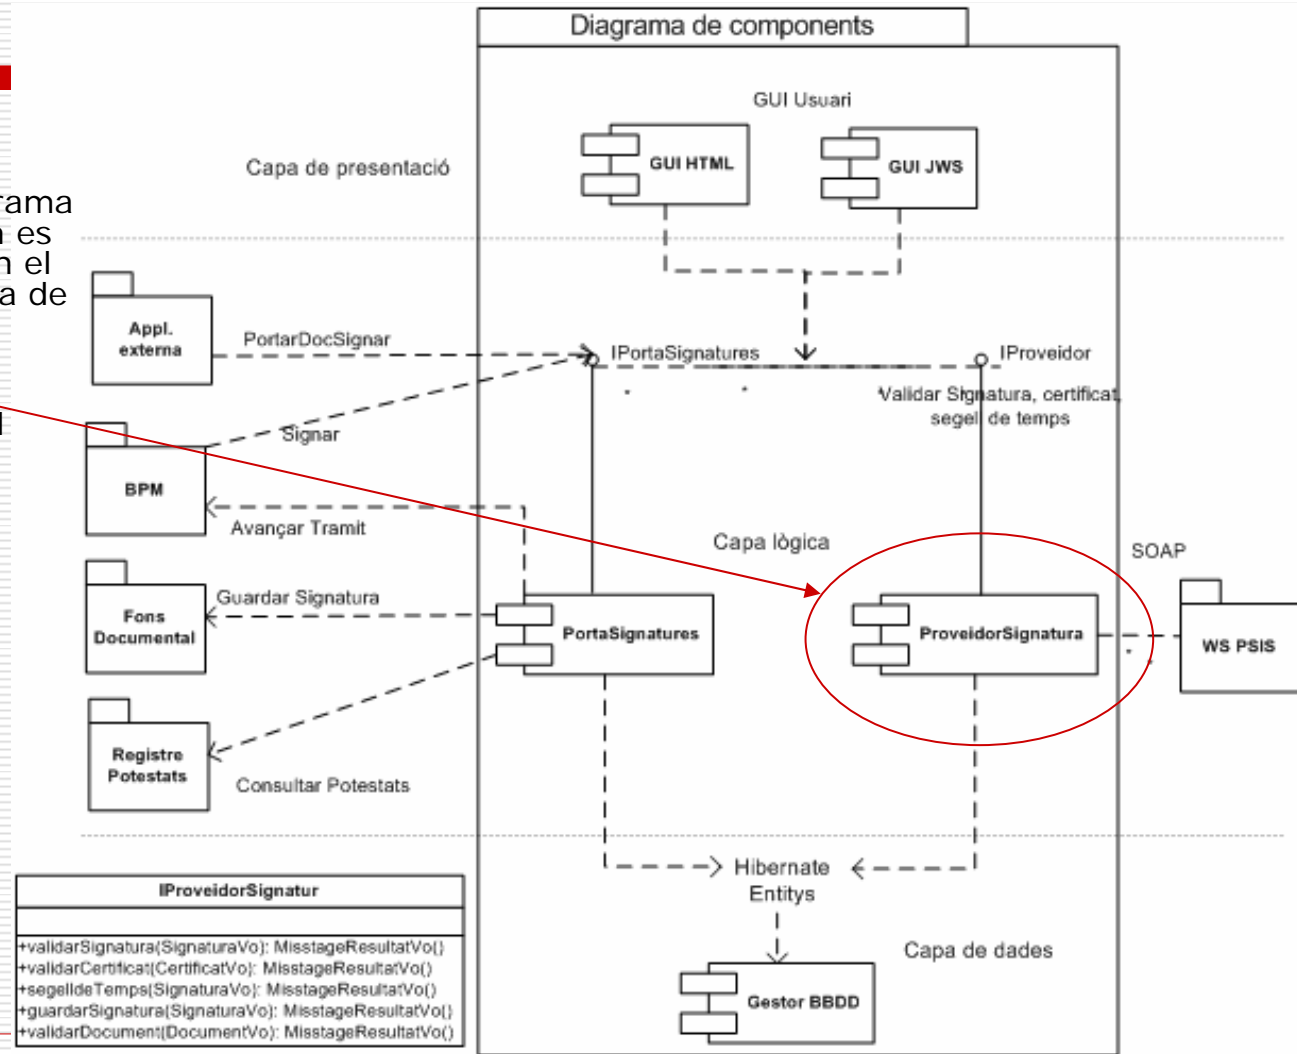 Diagrama de components
GUI Usuari
GUI HTML
GUI JWS
Capa de presentació
es
el
a de
Appl.
externa
PortarDocSignar
IPortaSignatures
IProveidor
Validar Signatura, certificat,
segell de temps
Signar
BPM
Avançar Tramit
Capa lògica
SOAP
Fons
Documental
Guardar Signatura
PortaSignatures
ProveidorSignatura
WS PSIS
Registre
Potestats
Consultar Potestats
Hibernate
Entitys
Capa de dades
Gestor BBDD
IProveidorSignatur
+validarSignatura(SignaturaVo): MisstageResultatVo()
+validarCertificat(CertificatVo): MisstageResultatVo()
+segelldeTemps(SignaturaVo): MisstageResultatVo()
+guardarSignatura(SignaturaVo): MisstageResultatVo()
+validarDocument(DocumentVo): MisstageResultatVo()